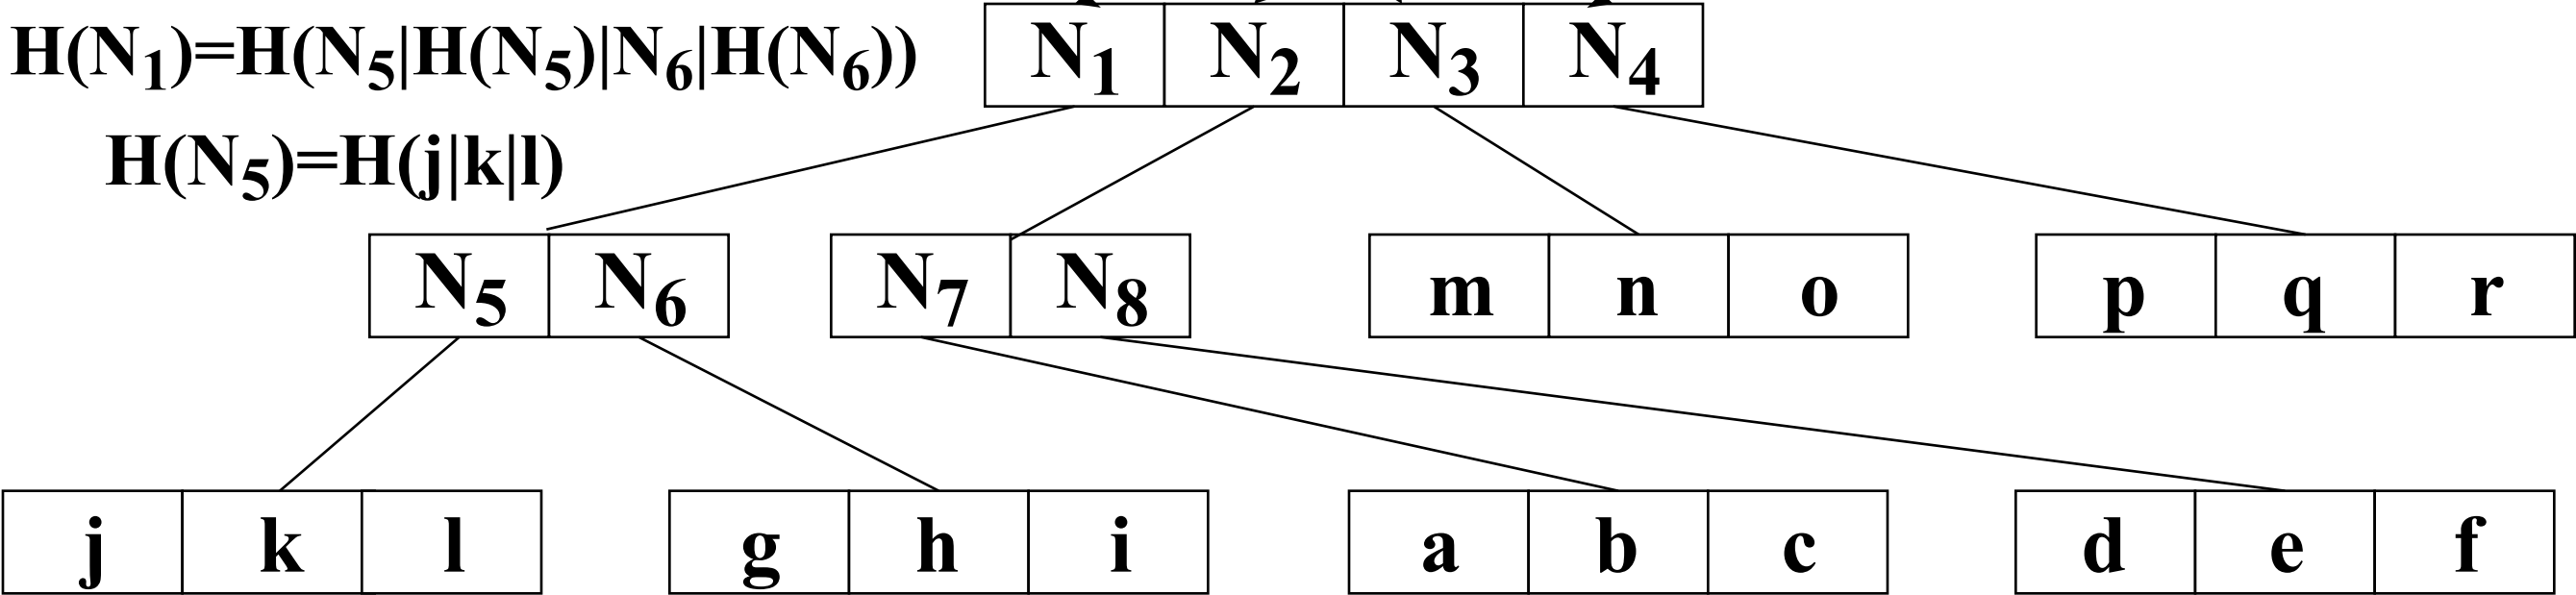 H(N₁)=H(N₅|H(N₅)|N₆|H(N₆)) N₁ N₂ N₃ N₄
H(N₅)=H(j|k|l)
N₅ N₆ N₇ N₈ m n o p q r
j k l g h i a b c d e f